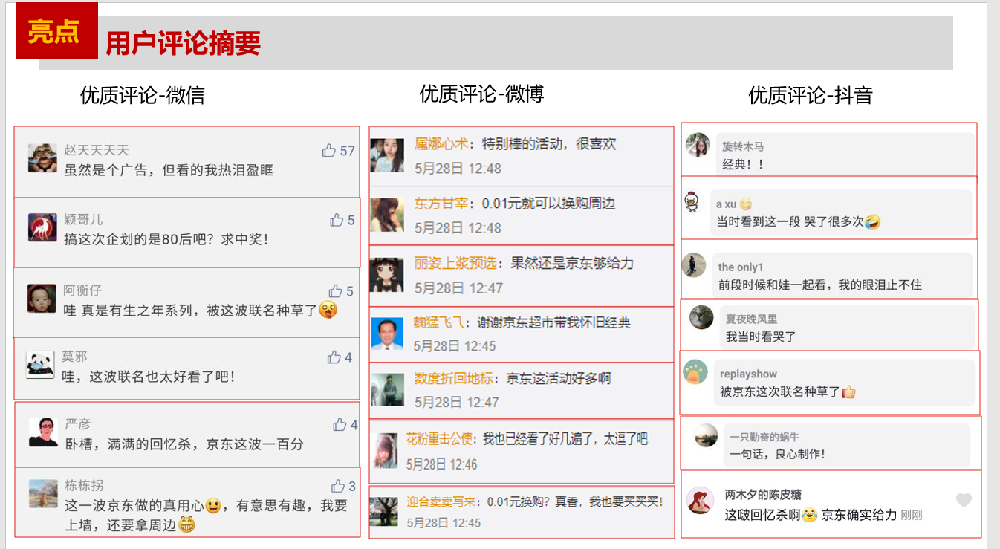 亮点
用户评论摘要
优质评论-微信
赵天天天天
57
虽然是个广告，但看的我热泪盈眶
颖哥儿
5
搞这次企划的是80后吧？求中奖！
阿衡仔
5
哇 真是有生之年系列，被这波联名种草了😲
莫邪
4
哇，这波联名也太好看了吧！
严彦
4
卧槽，满满的回忆杀，京东这波一百分
栋栋拐
3
这一波京东做的真用心😃，有意思有趣，我要
上墙，还要拿周边😁
优质评论-微博
属娜心术：特别棒的活动，很喜欢
5月28日 12:48
东方甘宰：0.01元就可以换购周边
5月28日 12:48
丽姿上浆预选：果然还是京东够给力
5月28日 12:47
麴猛飞飞：谢谢京东超市带我怀旧经典
5月28日 12:45
数度折回地标：京东这活动好多啊
5月28日 12:47
花粉重击公使：我也已经看了好几遍了，太逗了吧
5月28日 12:46
迎合卖卖写来：0.01元换购？真香，我也要买买买！
5月28日 12:45
优质评论-抖音
旋转木马
经典！！
a xu 😋
当时看到这一段 哭了很多次🤣
the only1
前段时候和娃一起看，我的眼泪止不住
夏夜晚风里
我当时看哭了
replayshow
被京东这次联名种草了👍
一只勤奋的蜗牛
一句话，良心制作！
两木夕的陈皮糖
这啵回忆杀啊😂 京东确实给力 刚刚